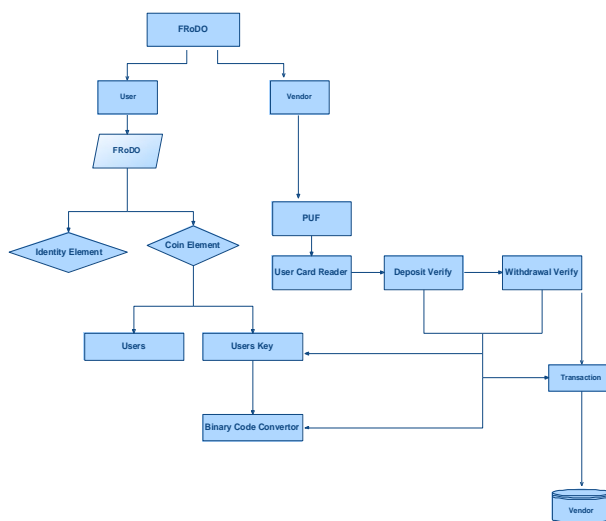 FRoDO
User
Vendor
FRoDO
PUF
Identity Element
Coin Element
User Card Reader
Deposit Verify
Withdrawal Verify
Users
Users Key
Transaction
Binary Code Convertor
Vendor